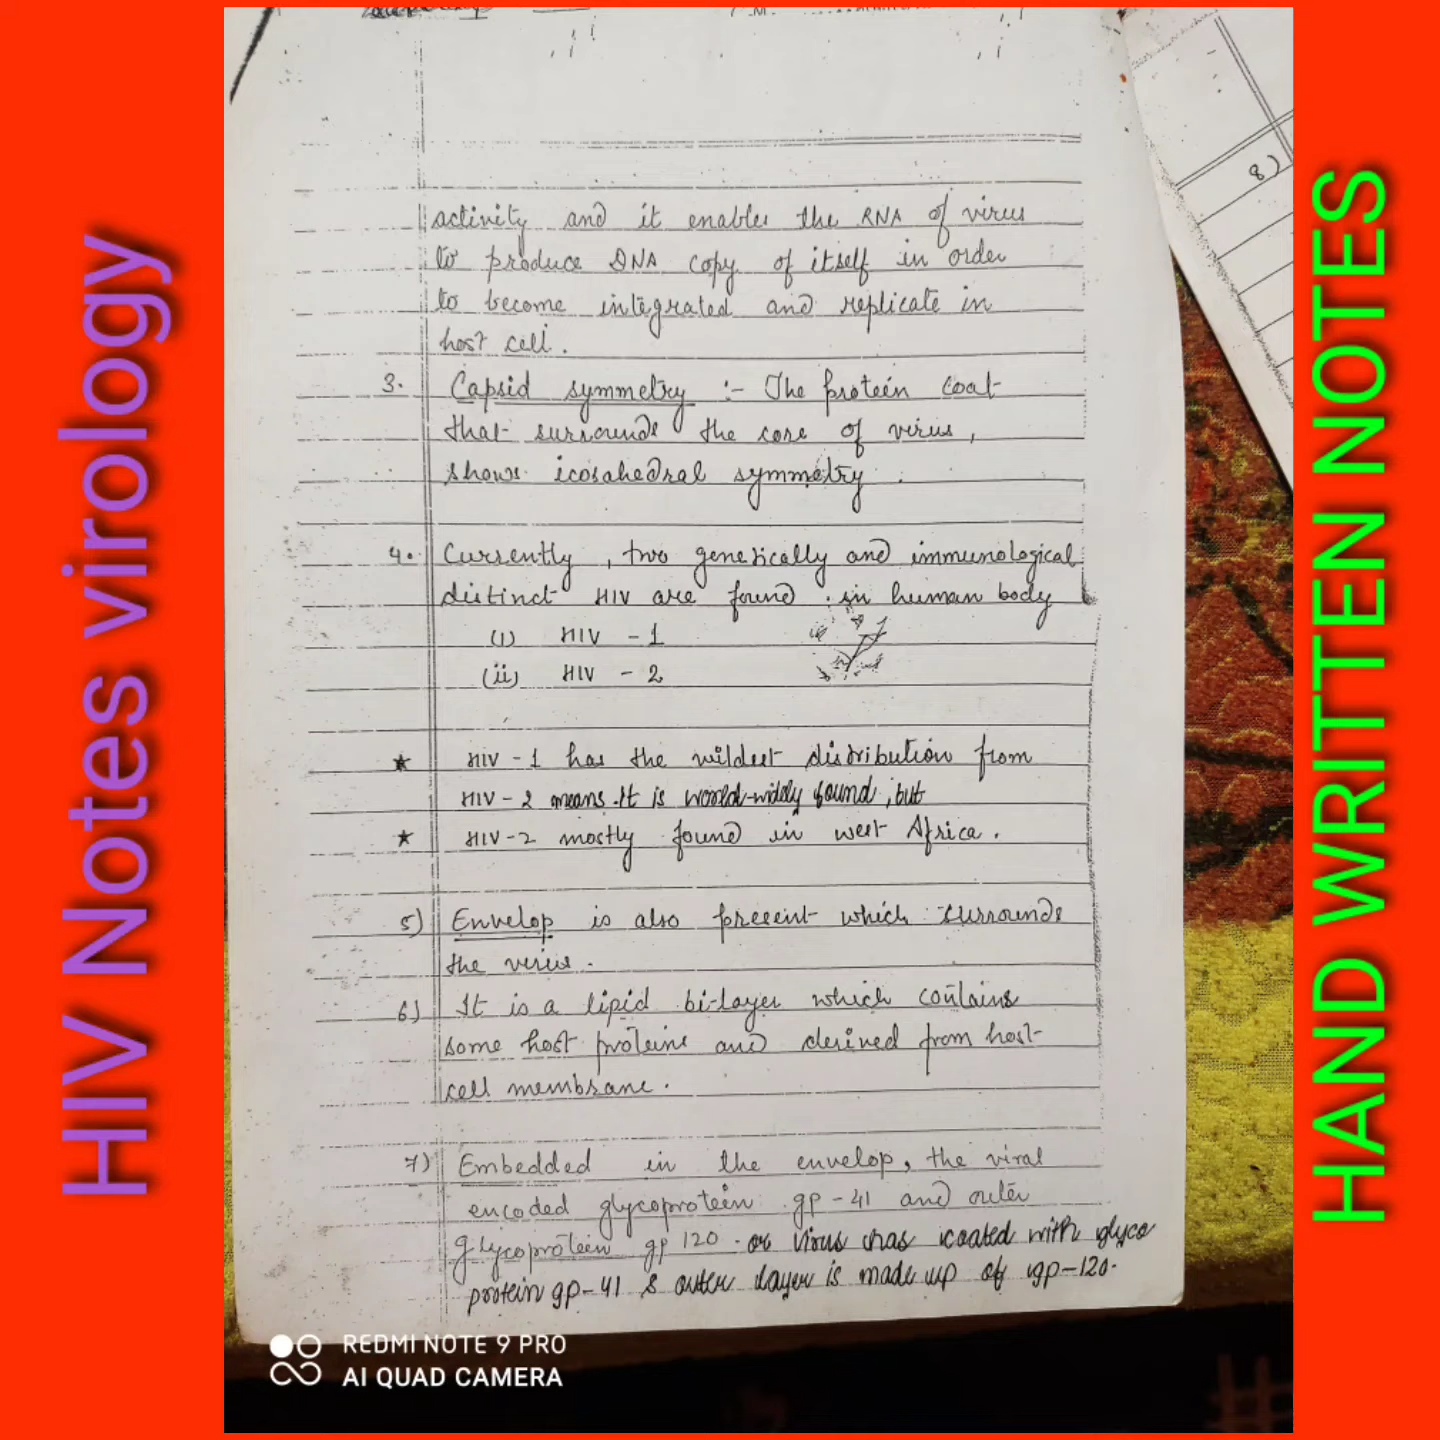 HIV Notes virology
(8
activity and it enables the RNA of virus
to produce DNA copy of itself in order
to become integrated and replicate in
host cell.
3. Capsid symmetry :- The protein coat
that surrounds the core of virus,
shows icosahedral symmetry.
4. Currently, two genetically and immunological
distinct HIV are found in human body
(i) HIV - 1
(ii) HIV - 2
★ HIV - 1 has the wildest distribution from
HIV - 2 means It is world-widly found, but
★ HIV-2 mostly found in west Africa.
5) Envelop is also present which surrounds
the virus.
6) It is a lipid bi-layer which contains
some host proteins and derived from host
cell membrane.
7) Embedded in the envelop, the viral
encoded glycoprotein gp-41 and outer
glycoprotein gp 120 or virus has coated with glyco
protein gp-41 & outer layer is made up of gp-120.
REDMI NOTE 9 PRO
AI QUAD CAMERA
HAND WRITTEN NOTES